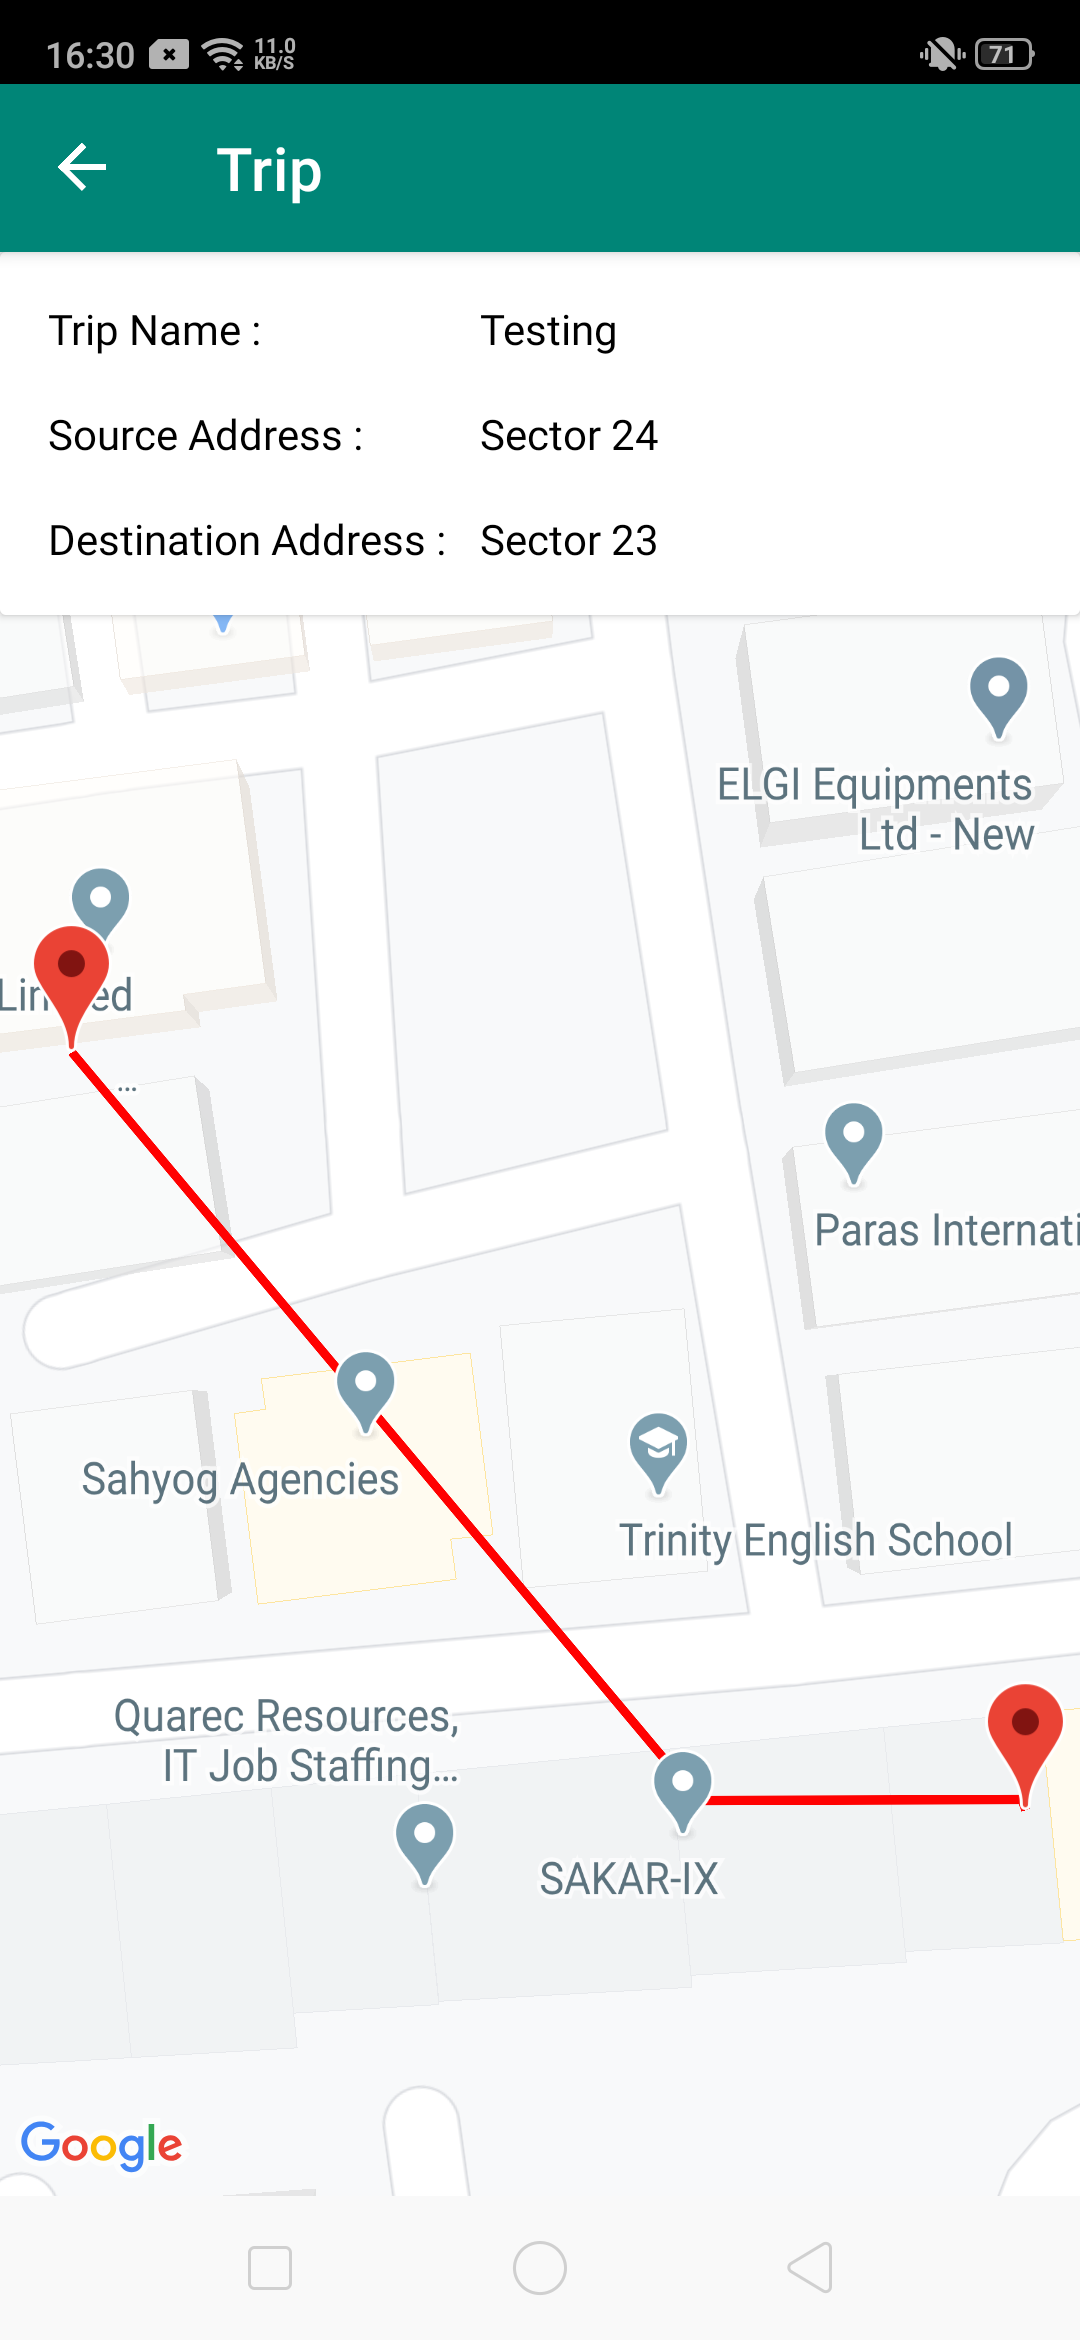 16:30 11.0 KB/S 71
Trip
Trip Name : Testing
Source Address : Sector 24
Destination Address : Sector 23
ELGI Equipments
Ltd - New
...
Paras Internati
Sahyog Agencies
Trinity English School
Quarec Resources,
IT Job Staffing...
SAKAR-IX
Google